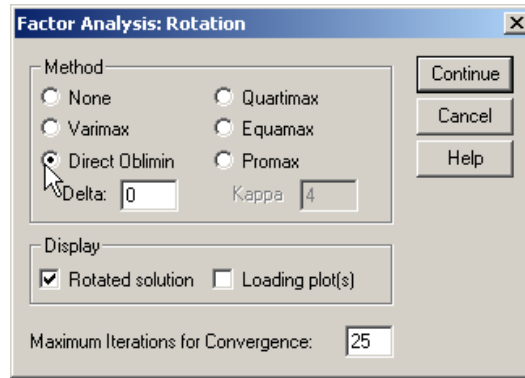 Factor Analysis: Rotation
Method
None
Quartimax
Varimax
Equamax
Direct Oblimin
Promax
Delta: 0
Kappa 4
Display
Rotated solution
Loading plot(s)
Maximum Iterations for Convergence: 25
Continue
Cancel
Help